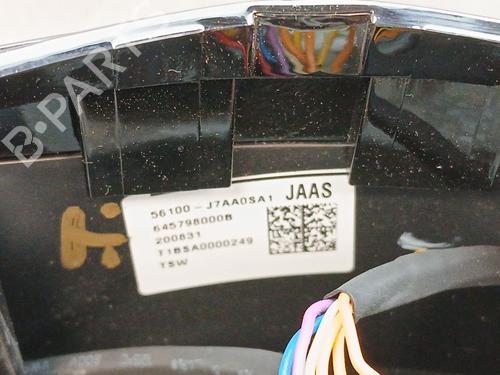 B-PARTS
56100-J7AA0SA1 JAAS
645798000B
200831
T1BSA0000249
TSW